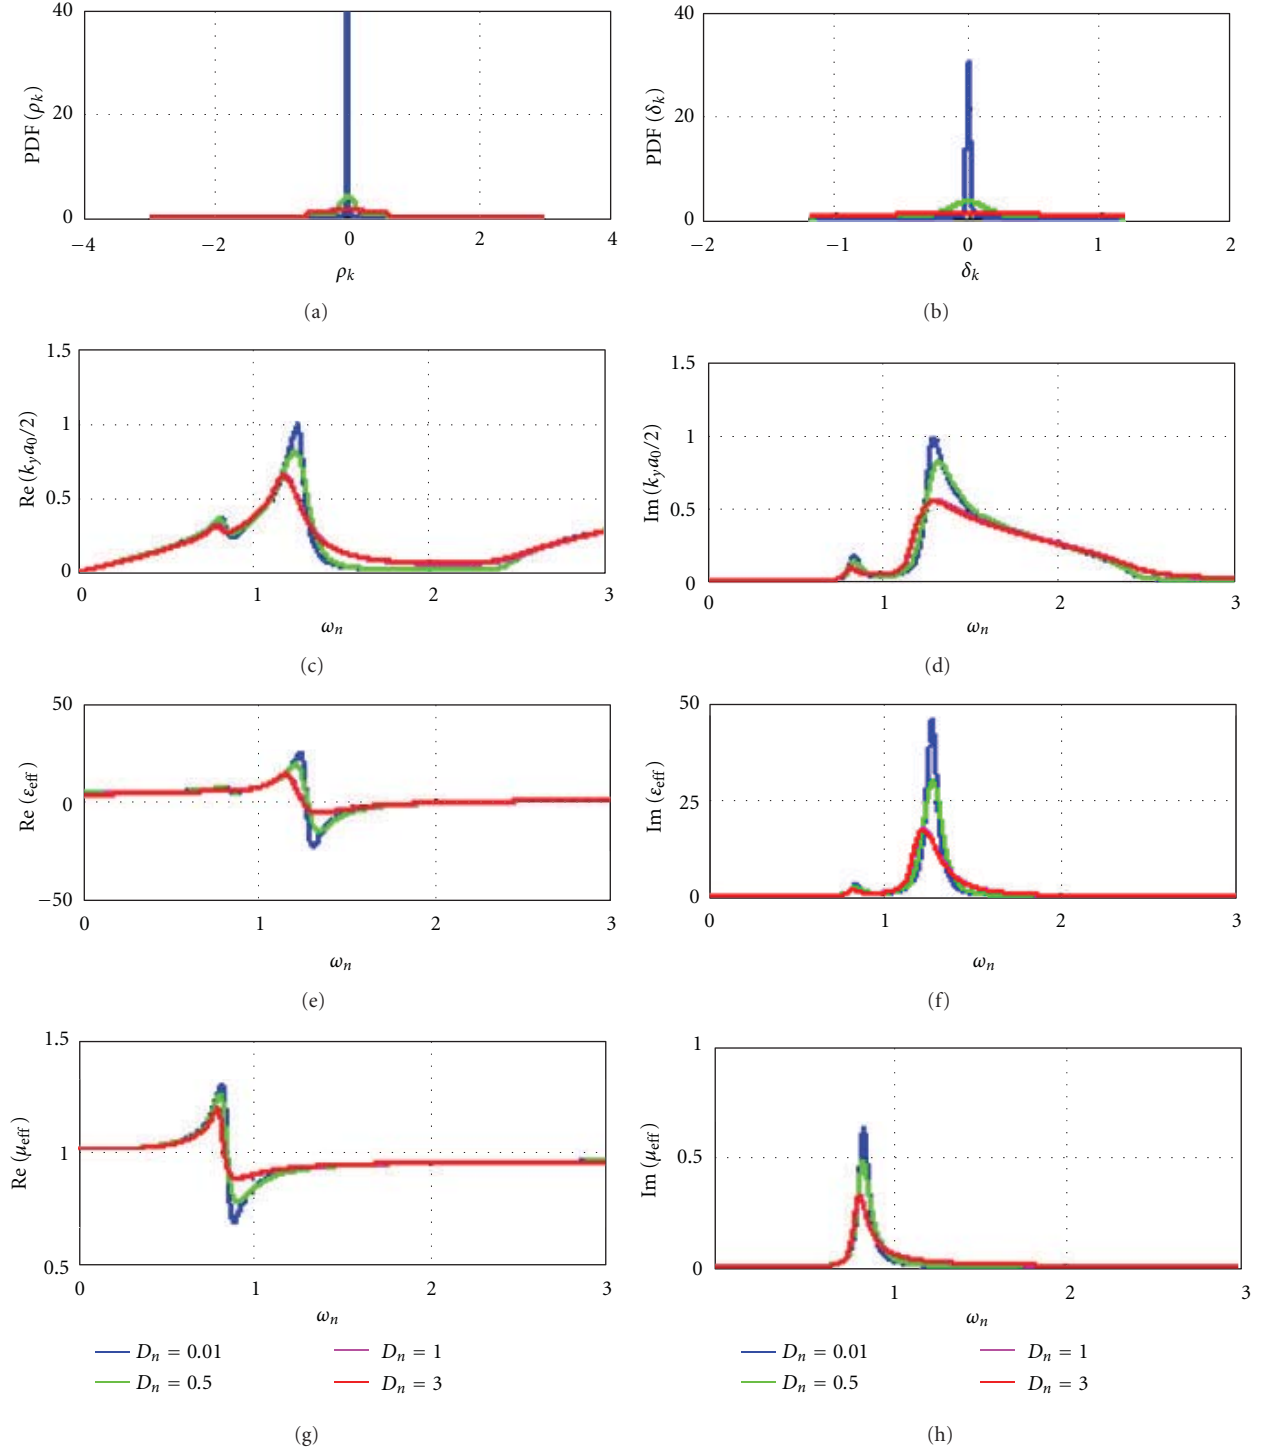 40
20
0
−4
−2
0
2
4
PDF (ρk)
ρk
(a)
40
20
0
−2
−1
0
1
2
PDF (δk)
δk
(b)
1.5
1
0.5
0
0
1
2
3
Re (kya0/2)
ωn
(c)
1.5
1
0.5
0
0
1
2
3
Im (kya0/2)
ωn
(d)
50
0
−50
0
1
2
3
Re (εeff)
ωn
(e)
50
25
0
0
1
2
3
Im (εeff)
ωn
(f)
1.5
1
0.5
0
1
2
3
Re (μeff)
ωn
Dn = 0.01
Dn = 1
Dn = 0.5
Dn = 3
(g)
1
0.5
0
1
2
3
Im (μeff)
ωn
Dn = 0.01
Dn = 1
Dn = 0.5
Dn = 3
(h)